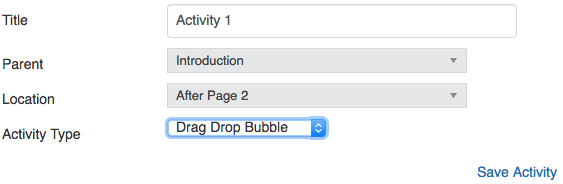 Title Activity 1
Parent Introduction
Location After Page 2
Activity Type Drag Drop Bubble
Save Activity